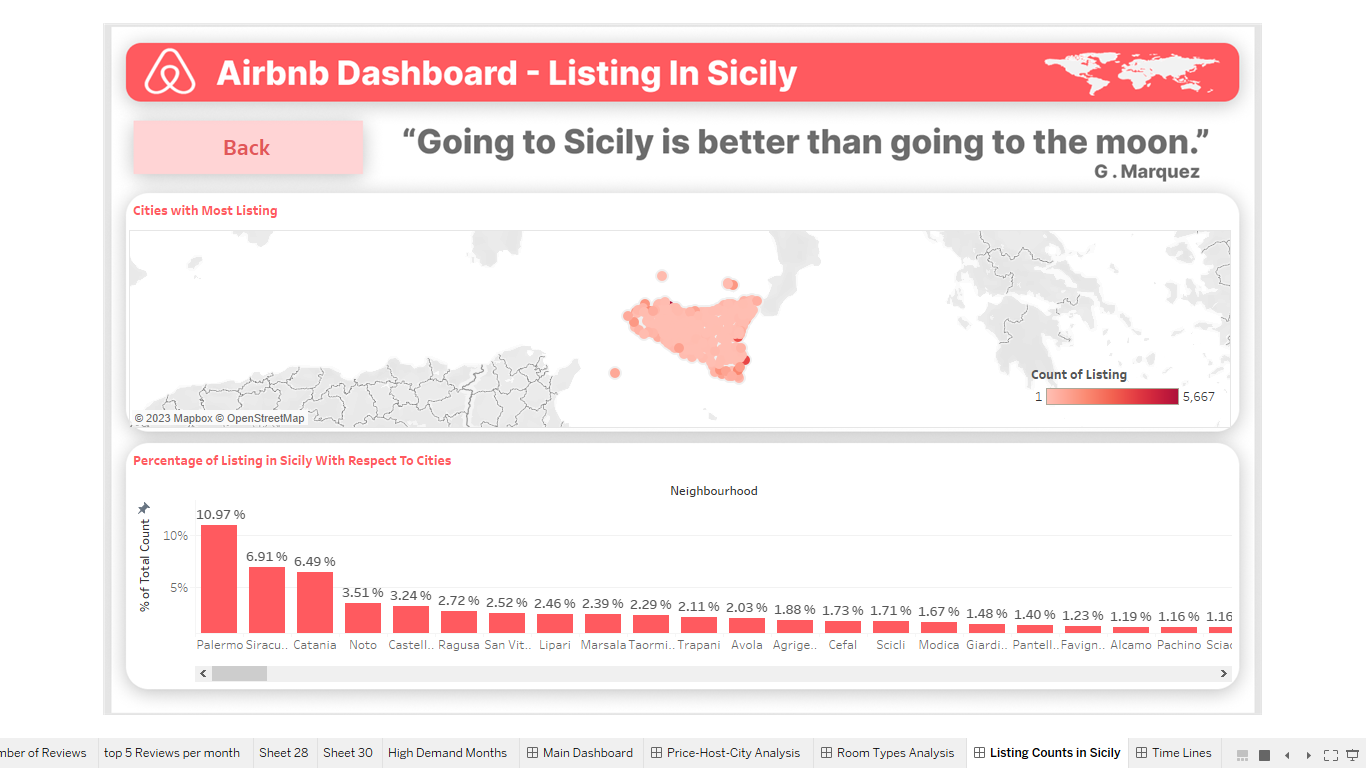 Airbnb Dashboard - Listing In Sicily
Back
“Going to Sicily is better than going to the moon.”
G . Marquez
Cities with Most Listing
Count of Listing
1 5,667
© 2023 Mapbox © OpenStreetMap
Percentage of Listing in Sicily With Respect To Cities
Neighbourhood
% of Total Count
10%
5%
10.97 % 6.91 % 6.49 % 3.51 % 3.24 % 2.72 % 2.52 % 2.46 % 2.39 % 2.29 % 2.11 % 2.03 % 1.88 % 1.73 % 1.71 % 1.67 % 1.48 % 1.40 % 1.23 % 1.19 % 1.16 % 1.16
Palermo Siracu.. Catania Noto Castell.. Ragusa San Vit.. Lipari Marsala Taormi.. Trapani Avola Agrige.. Cefal Scicli Modica Giardi.. Pantell.. Favign.. Alcamo Pachino Sciac
mber of Reviews top 5 Reviews per month Sheet 28 Sheet 30 High Demand Months Main Dashboard Price-Host-City Analysis Room Types Analysis Listing Counts in Sicily Time Lines